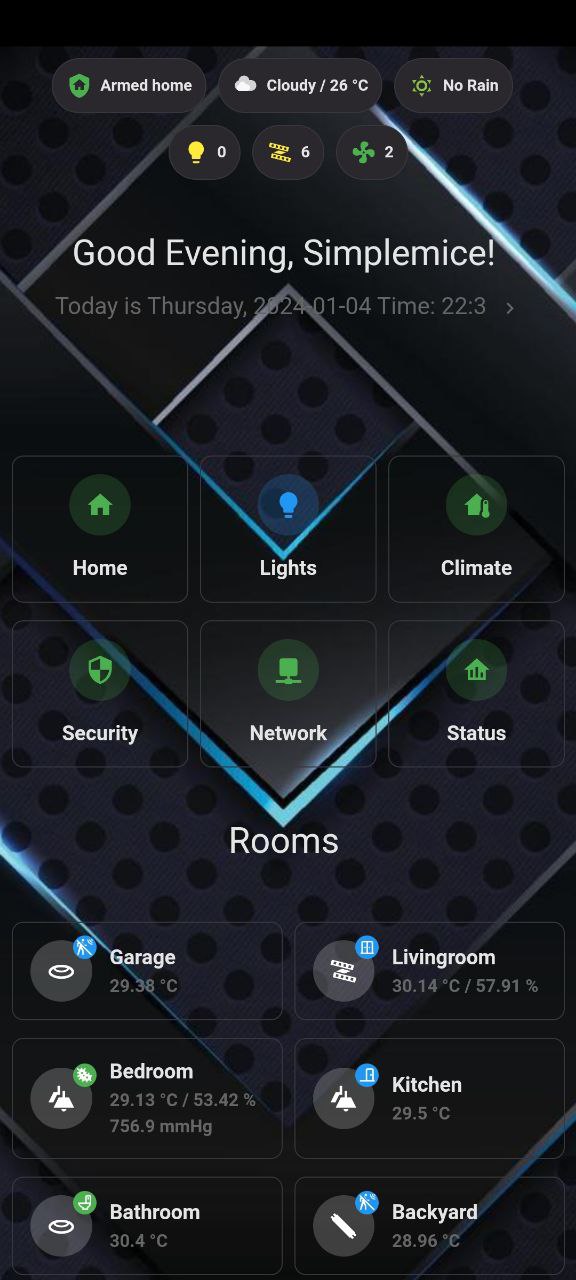 Armed home Cloudy / 26 °C No Rain
0 6 2
Good Evening, Simplemice!
Today is Thursday, 2024-01-04 Time: 22:3
Home Lights Climate
Security Network Status
Rooms
Garage Livingroom
29.38 °C 30.14 °C / 57.91 %
Bedroom
29.13 °C / 53.42 %
756.9 mmHg
Kitchen
29.5 °C
Bathroom Backyard
30.4 °C 28.96 °C